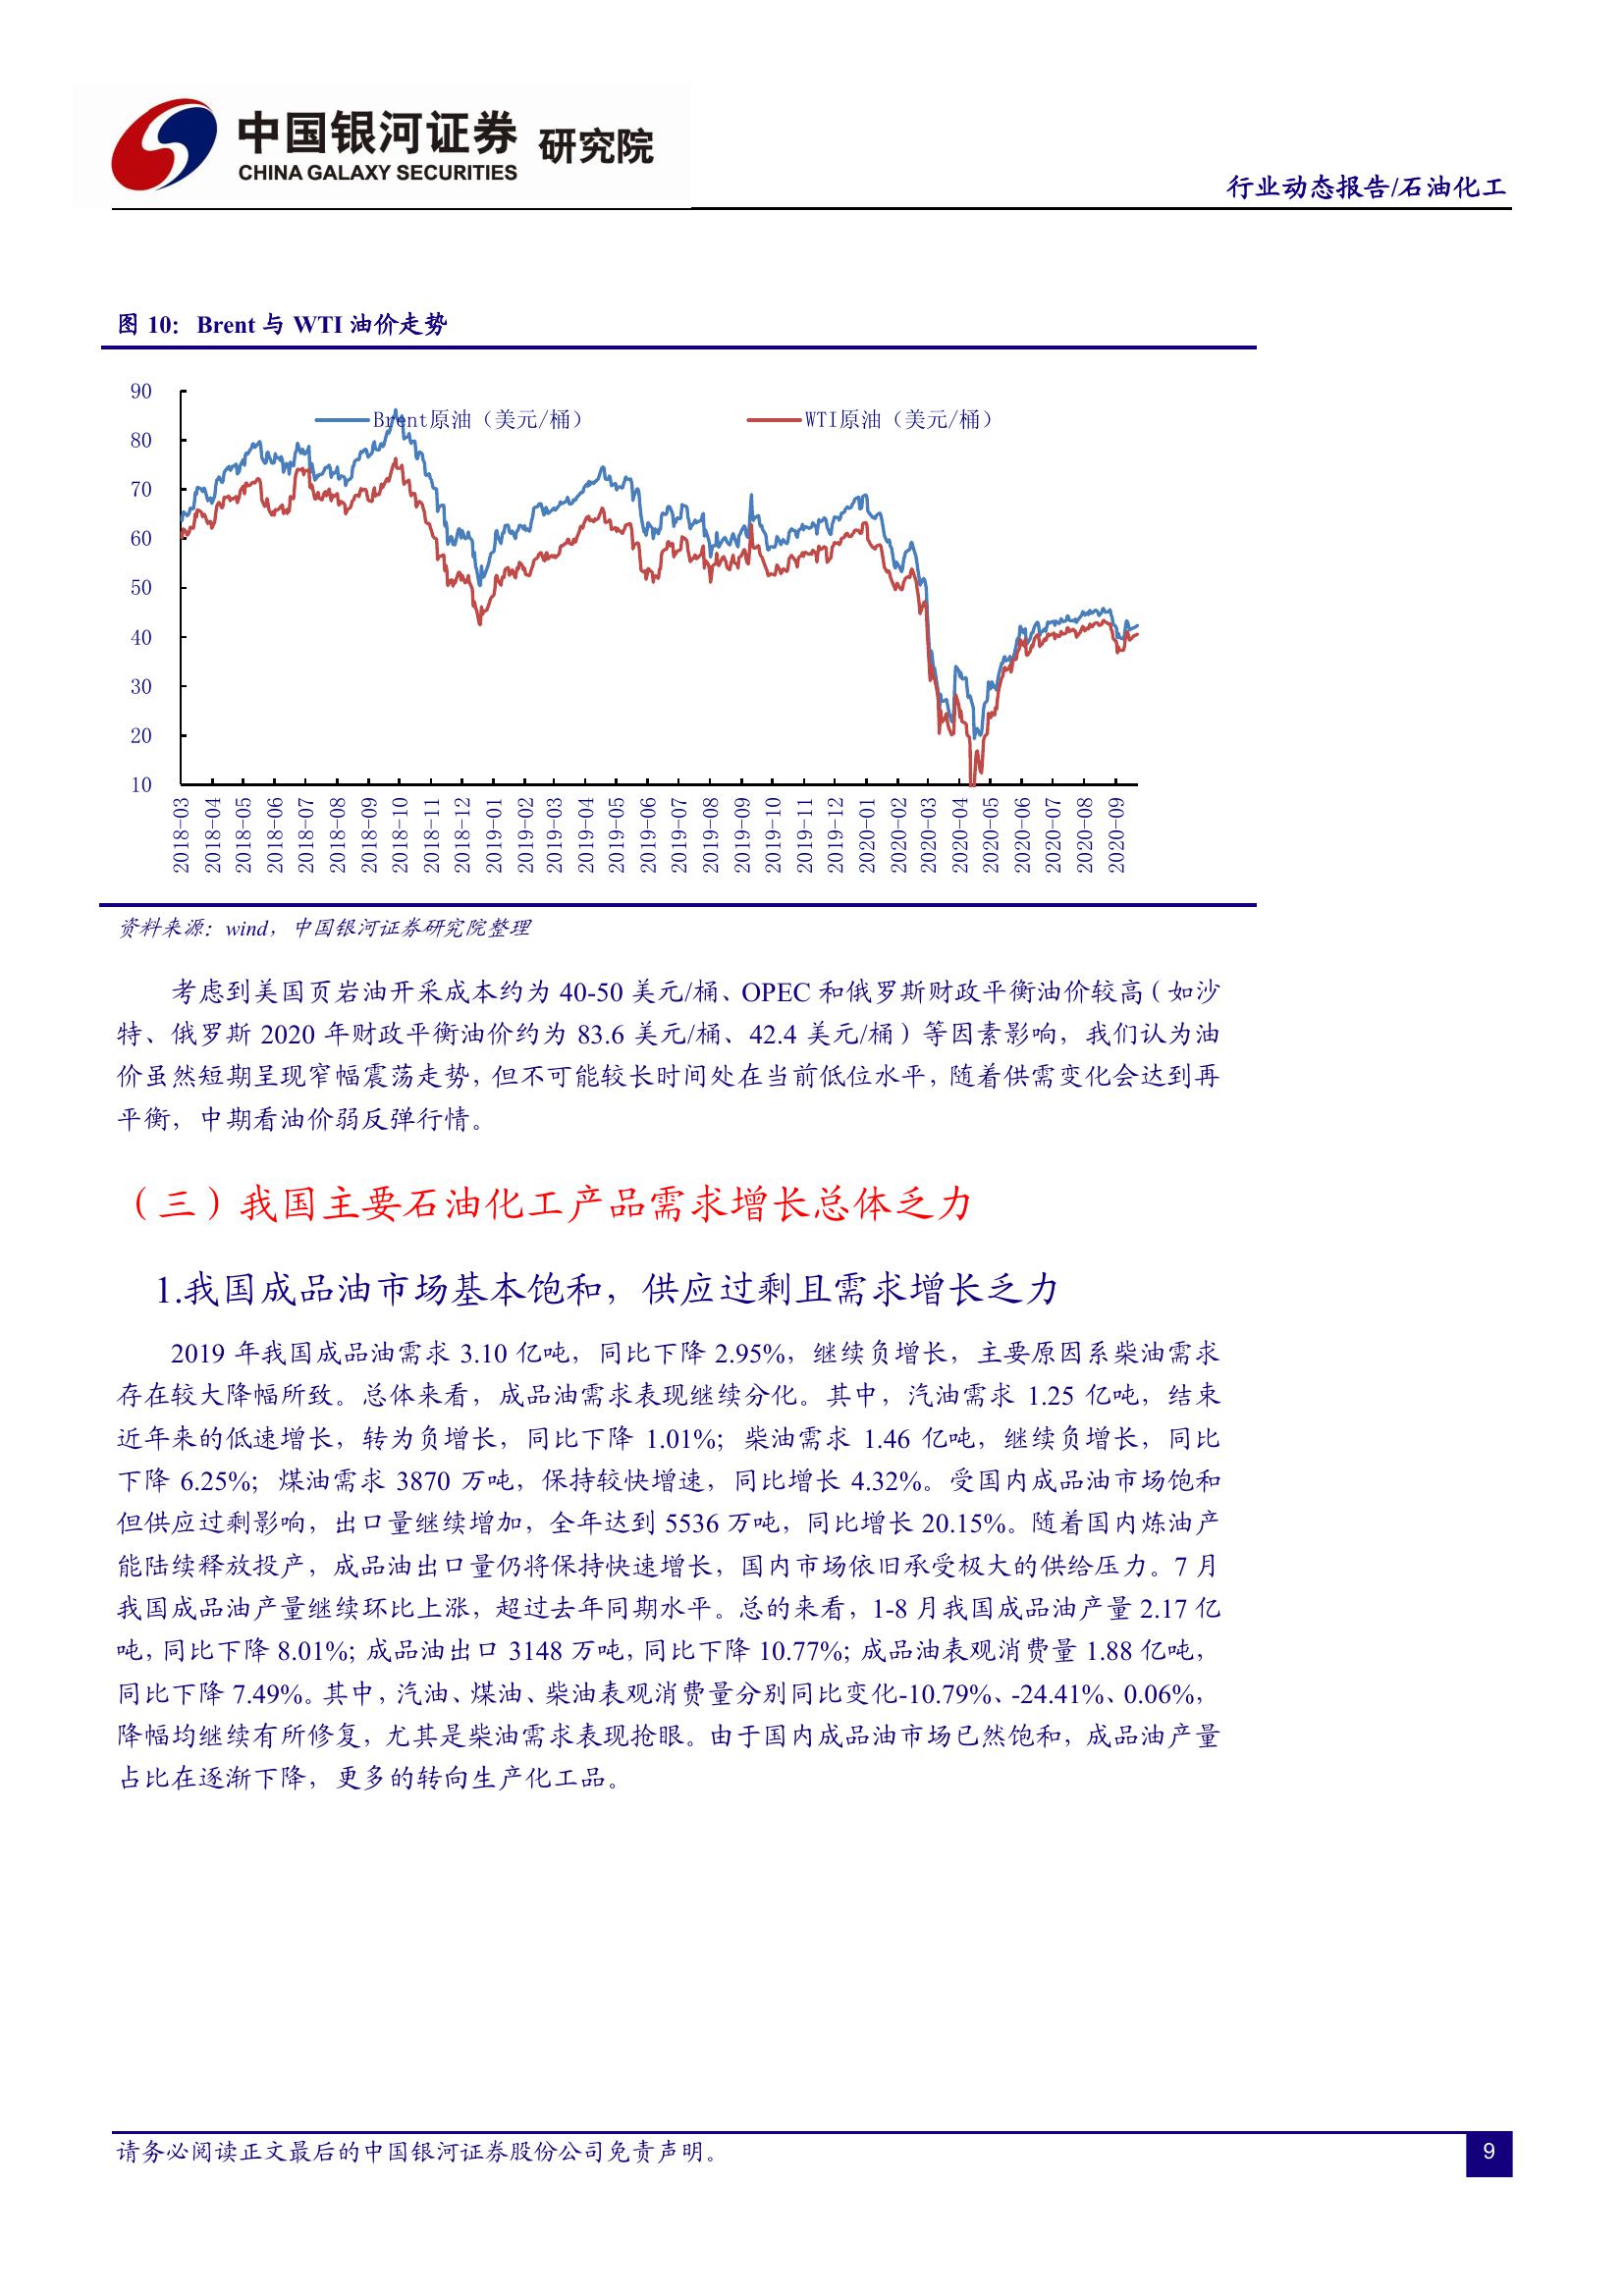 中国银河证券 研究院
CHINA GALAXY SECURITIES
行业动态报告/石油化工
图 10：Brent 与 WTI 油价走势
90
80
70
60
50
40
30
20
10
Brent原油（美元/桶）
WTI原油（美元/桶）
2018-03
2018-04
2018-05
2018-06
2018-07
2018-08
2018-09
2018-10
2018-11
2018-12
2019-01
2019-02
2019-03
2019-04
2019-05
2019-06
2019-07
2019-08
2019-09
2019-10
2019-11
2019-12
2020-01
2020-02
2020-03
2020-04
2020-05
2020-06
2020-07
2020-08
2020-09
资料来源：wind，中国银河证券研究院整理
考虑到美国页岩油开采成本约为 40-50 美元/桶、OPEC 和俄罗斯财政平衡油价较高（如沙
特、俄罗斯 2020 年财政平衡油价约为 83.6 美元/桶、42.4 美元/桶）等因素影响，我们认为油
价虽然短期呈现窄幅震荡走势，但不可能较长时间处在当前低位水平，随着供需变化会达到再
平衡，中期看油价弱反弹行情。
（三）我国主要石油化工产品需求增长总体乏力
1.我国成品油市场基本饱和，供应过剩且需求增长乏力
2019 年我国成品油需求 3.10 亿吨，同比下降 2.95%，继续负增长，主要原因系柴油需求
存在较大降幅所致。总体来看，成品油需求表现继续分化。其中，汽油需求 1.25 亿吨，结束
近年来的低速增长，转为负增长，同比下降 1.01%；柴油需求 1.46 亿吨，继续负增长，同比
下降 6.25%；煤油需求 3870 万吨，保持较快增速，同比增长 4.32%。受国内成品油市场饱和
但供应过剩影响，出口量继续增加，全年达到 5536 万吨，同比增长 20.15%。随着国内炼油产
能陆续释放投产，成品油出口量仍将保持快速增长，国内市场依旧承受极大的供给压力。7 月
我国成品油产量继续环比上涨，超过去年同期水平。总的来看，1-8 月我国成品油产量 2.17 亿
吨，同比下降 8.01%；成品油出口 3148 万吨，同比下降 10.77%；成品油表观消费量 1.88 亿吨，
同比下降 7.49%。其中，汽油、煤油、柴油表观消费量分别同比变化-10.79%、-24.41%、0.06%，
降幅均继续有所修复，尤其是柴油需求表现抢眼。由于国内成品油市场已然饱和，成品油产量
占比在逐渐下降，更多的转向生产化工品。
请务必阅读正文最后的中国银河证券股份公司免责声明。
9